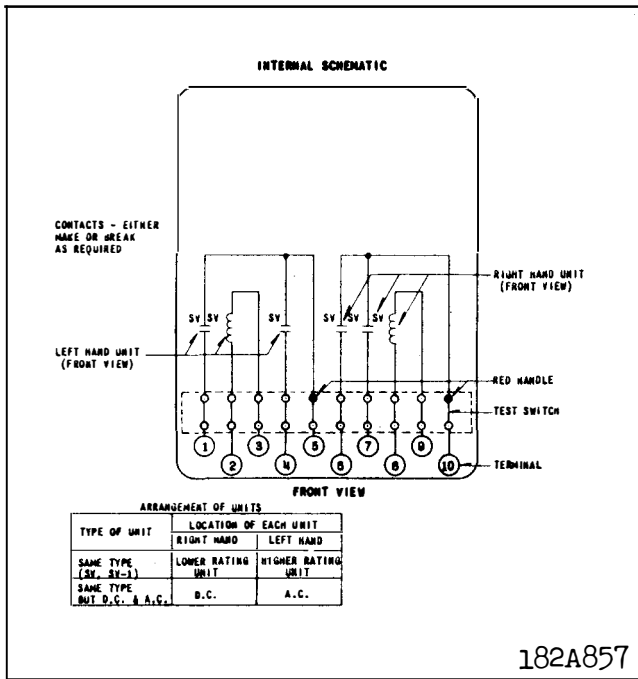 INTERNAL SCHEMATIC
CONTACTS - EITHER
MAKE OR BREAK
AS REQUIRED
RIGHT HAND UNIT
(FRONT VIEW)
SV SV SV SV SV SV
LEFT HAND UNIT
(FRONT VIEW)
RED HANDLE
TEST SWITCH
1 3 5 7 9
2 4 6 8 10 TERMINAL
FRONT VIEW
ARRANGEMENT OF UNITS
TYPE OF UNIT
LOCATION OF EACH UNIT
RIGHT HAND LEFT HAND
SAME TYPE
(SV, SV-1)
LOWER RATING
UNIT
HIGHER RATING
UNIT
SAME TYPE
BUT D.C. & A.C.
D.C. A.C.
182A857